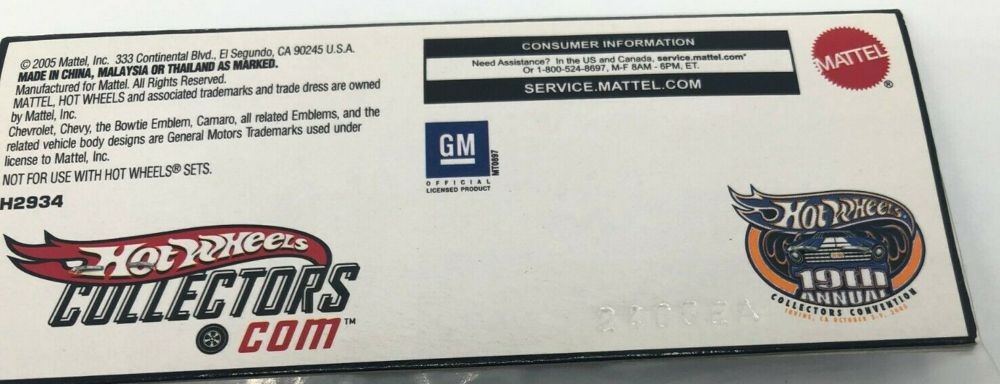 © 2005 Mattel, Inc. 333 Continental Blvd., El Segundo, CA 90245 U.S.A.
MADE IN CHINA, MALAYSIA OR THAILAND AS MARKED.
Manufactured for Mattel. All Rights Reserved.
MATTEL, HOT WHEELS and associated trademarks and trade dress are owned
by Mattel, Inc.
Chevrolet, Chevy, the Bowtie Emblem, Camaro, all related Emblems, and the
related vehicle body designs are General Motors Trademarks used under
license to Mattel, Inc.
NOT FOR USE WITH HOT WHEELS® SETS.
H2934
HOT WHEELS
COLLECTORS
.COM™
CONSUMER INFORMATION
Need Assistance? In the US and Canada, service.mattel.com*
Or 1-800-524-8697, M-F 8AM - 6PM, ET.
SERVICE.MATTEL.COM
GM
MT0897
OFFICIAL
LICENSED PRODUCT
MATTEL
®
HOT WHEELS
19th
ANNUAL
COLLECTORS CONVENTION
IRVINE, CA OCTOBER